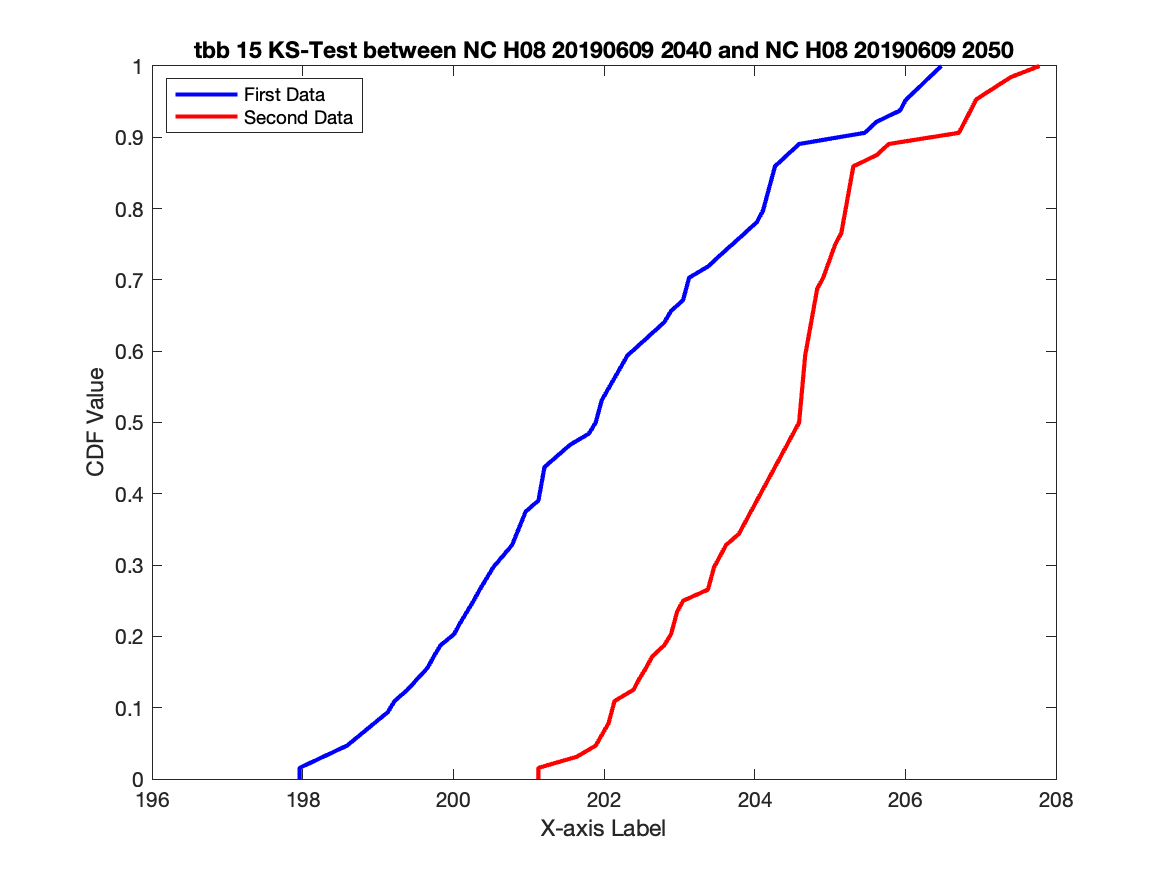 tbb 15 KS-Test between NC H08 20190609 2040 and NC H08 20190609 2050
First Data
Second Data
1
0.9
0.8
0.7
0.6
0.5
0.4
0.3
0.2
0.1
0
CDF Value
196 198 200 202 204 206 208
X-axis Label